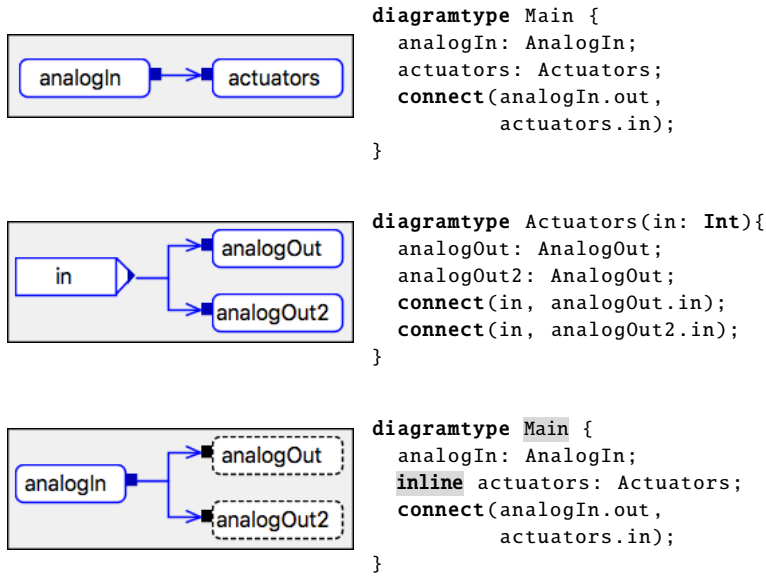 analogIn
actuators
diagramtype Main {
analogIn: AnalogIn;
actuators: Actuators;
connect(analogIn.out,
actuators.in);
}
in
analogOut
analogOut2
diagramtype Actuators(in: Int){
analogOut: AnalogOut;
analogOut2: AnalogOut;
connect(in, analogOut.in);
connect(in, analogOut2.in);
}
analogIn
analogOut
analogOut2
diagramtype Main {
analogIn: AnalogIn;
inline actuators: Actuators;
connect(analogIn.out,
actuators.in);
}